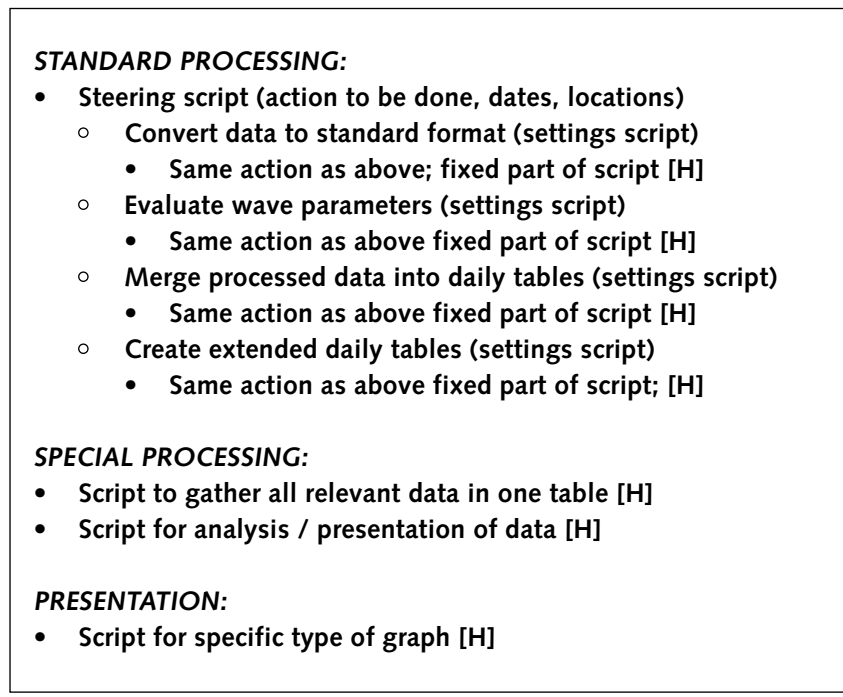 STANDARD PROCESSING:
• Steering script (action to be done, dates, locations)
○ Convert data to standard format (settings script)
• Same action as above; fixed part of script [H]
○ Evaluate wave parameters (settings script)
• Same action as above fixed part of script [H]
○ Merge processed data into daily tables (settings script)
• Same action as above fixed part of script [H]
○ Create extended daily tables (settings script)
• Same action as above fixed part of script; [H]
SPECIAL PROCESSING:
• Script to gather all relevant data in one table [H]
• Script for analysis / presentation of data [H]
PRESENTATION:
• Script for specific type of graph [H]